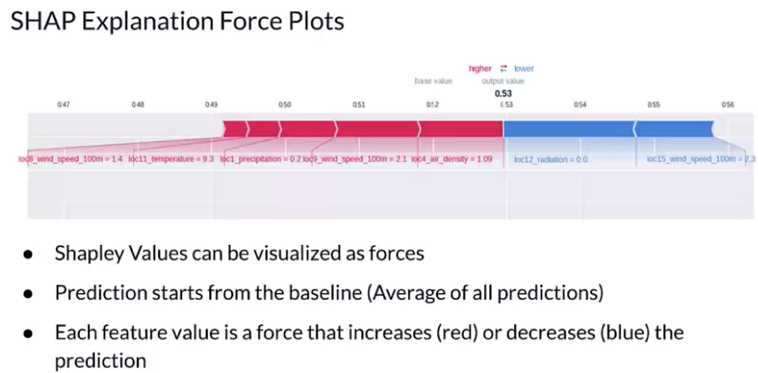 SHAP Explanation Force Plots
higher ⇄ lower
base value output value
0.53
0.47 0.48 0.49 0.50 0.51 0.12 0.53 0.54 0.55 0.56
loc8_wind_speed_100m = 1.4 loc11_temperature = 9.3 loc1_precipitation = 0.2 loc9_wind_speed_100m = 2.1 loc4_air_density = 1.09 loc12_radiation = 0.0 loc15_wind_speed_100m = 2.3
● Shapley Values can be visualized as forces
● Prediction starts from the baseline (Average of all predictions)
● Each feature value is a force that increases (red) or decreases (blue) the
prediction